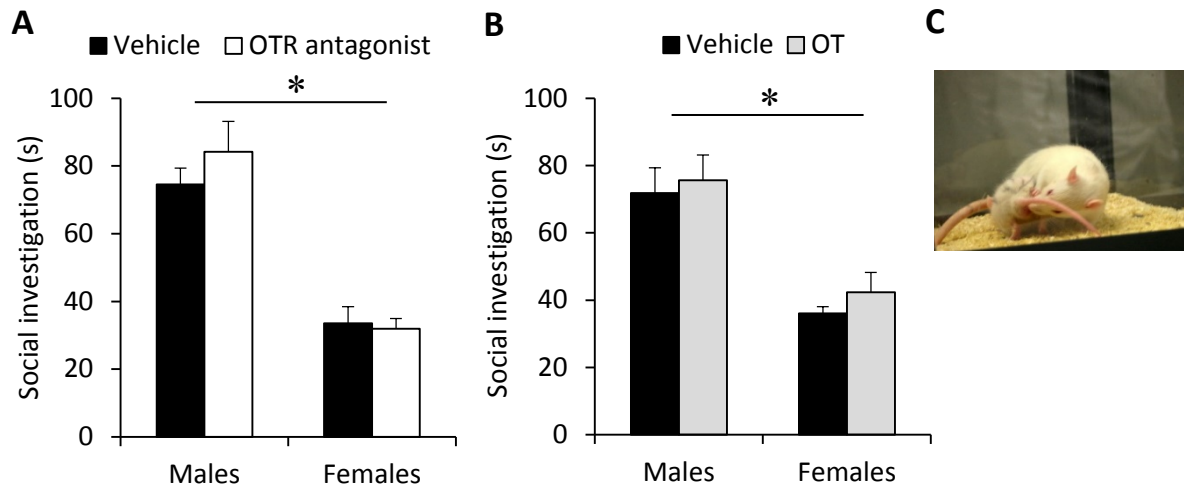 A
Vehicle OTR antagonist
*
Social investigation (s)
100
80
60
40
20
0
Males Females
B
Vehicle OT
*
Social investigation (s)
100
80
60
40
20
0
Males Females
C